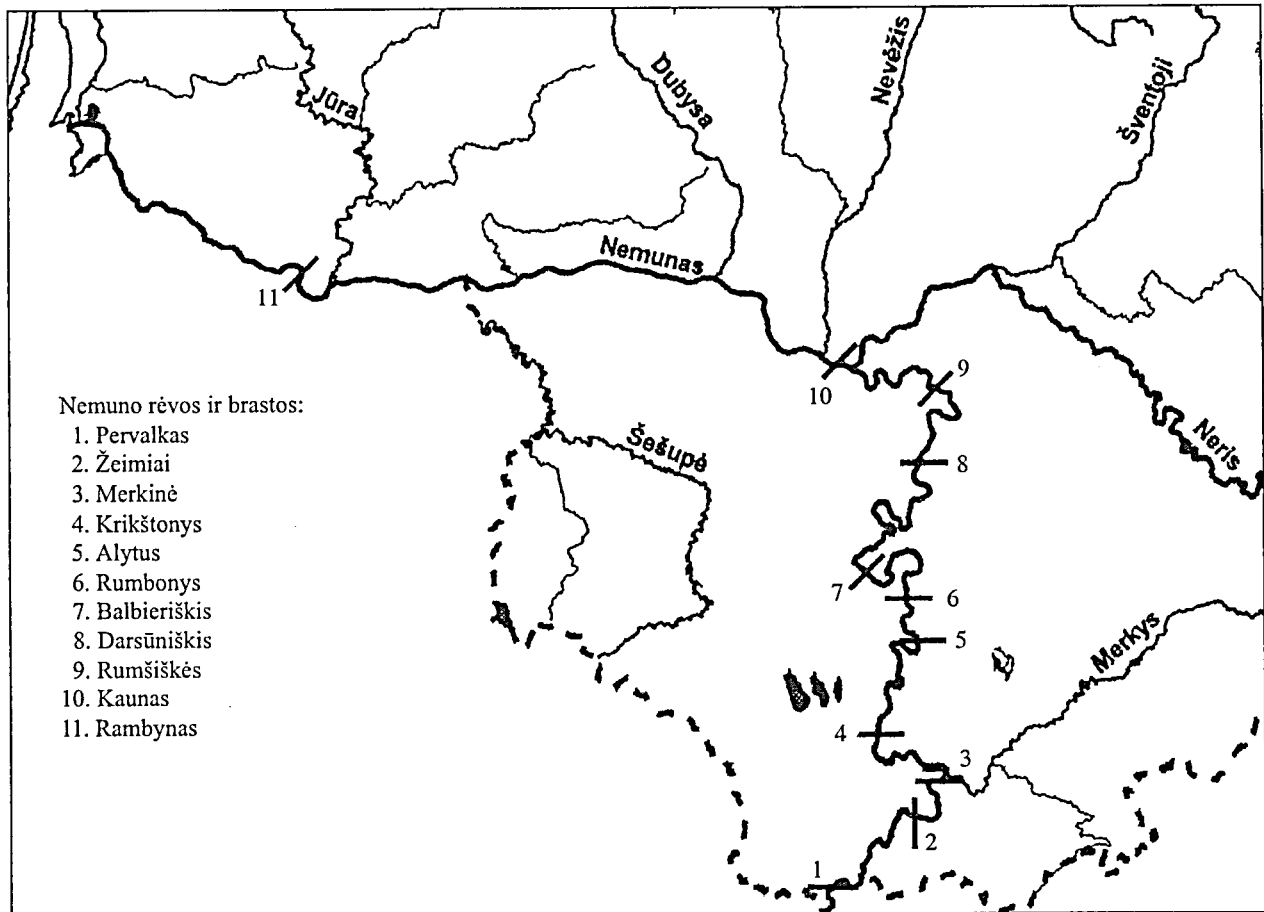 Jūra
Dubysa
Nevėžis
Šventoji
Nemunas
11
10
9
Neris
Nemuno rėvos ir brastos:
1. Pervalkas
2. Žeimiai
3. Merkinė
4. Krikštonys
5. Alytus
6. Rumbonys
7. Balbieriškis
8. Darsūniškis
9. Rumšiškės
10. Kaunas
11. Rambynas
Šešupė
8
7
6
5
Merkys
4
3
2
1